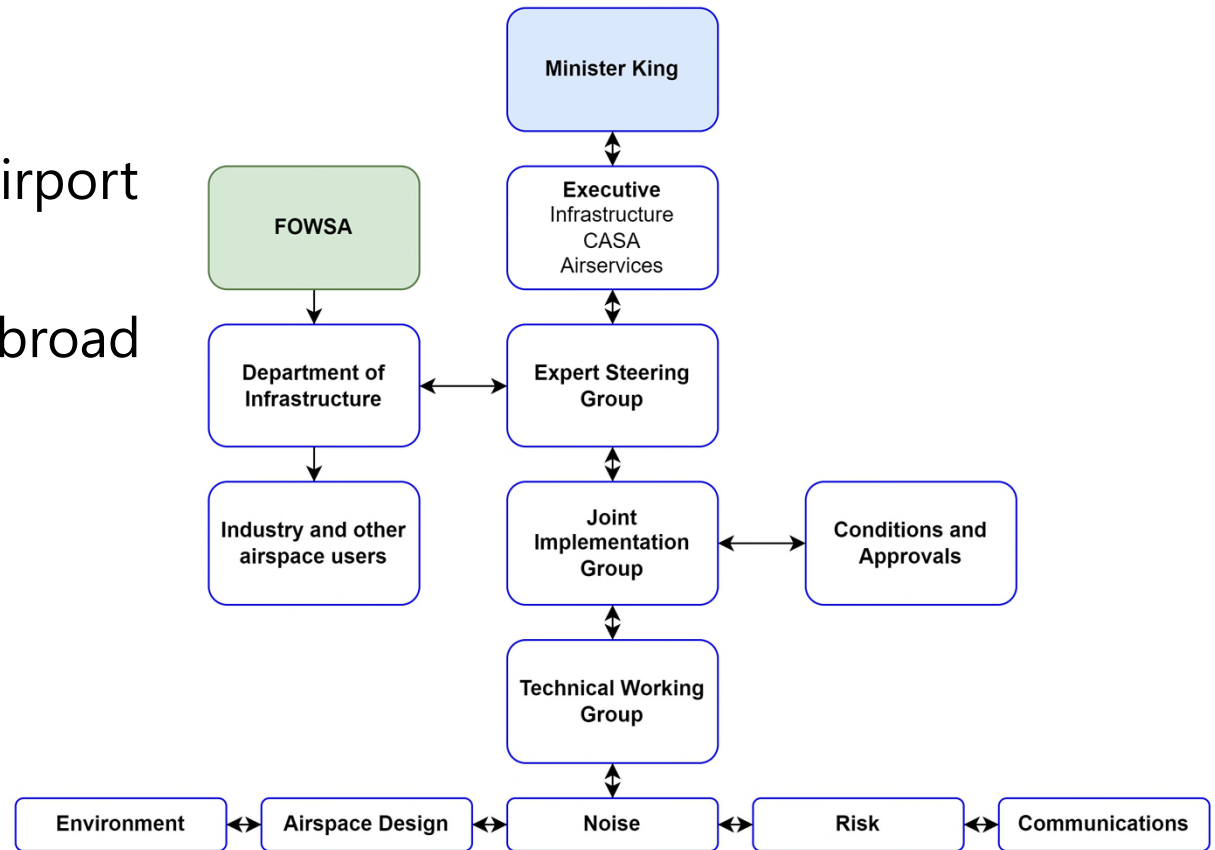 Minister King
irport
FOWSA
Executive
Infrastructure
CASA
Airservices
broad
Department of
Infrastructure
Expert Steering
Group
Industry and other
airspace users
Joint
Implementation
Group
Conditions and
Approvals
Technical Working
Group
Environment
Airspace Design
Noise
Risk
Communications